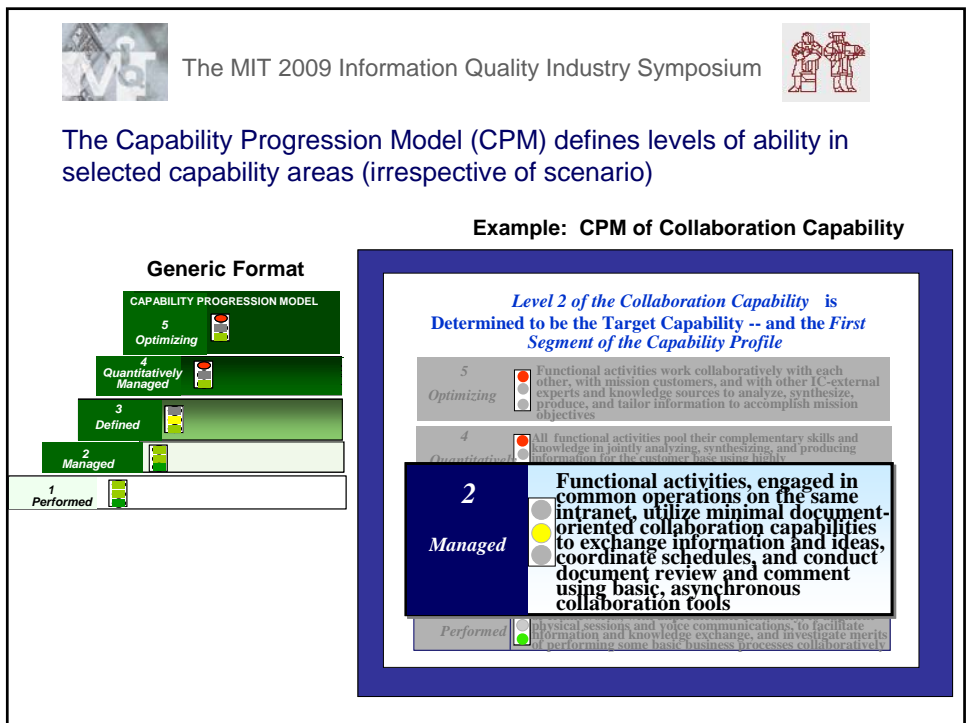 The MIT 2009 Information Quality Industry Symposium
The Capability Progression Model (CPM) defines levels of ability in
selected capability areas (irrespective of scenario)
Example: CPM of Collaboration Capability
Generic Format
CAPABILITY PROGRESSION MODEL
5
Optimizing
4
Quantitatively
Managed
3
Defined
2
Managed
1
Performed
Level 2 of the Collaboration Capability is
Determined to be the Target Capability -- and the First
Segment of the Capability Profile
5
Optimizing
Functional activities work collaboratively with each
other, with mission customers, and with other IC-external
experts and knowledge sources to analyze, synthesize,
produce, and tailor information to accomplish mission
objectives
4
Quantitatively
All functional activities pool their complementary skills and
knowledge in jointly analyzing, synthesizing, and producing
information for the customer base using highly
2
Managed
Functional activities, engaged in
common operations on the same
intranet, utilize minimal document-
oriented collaboration capabilities
to exchange information and ideas,
coordinate schedules, and conduct
document review and comment
using basic, asynchronous
collaboration tools
Performed
physical sessions and voice communications, to facilitate
information and knowledge exchange, and investigate merits
of performing some basic business processes collaboratively